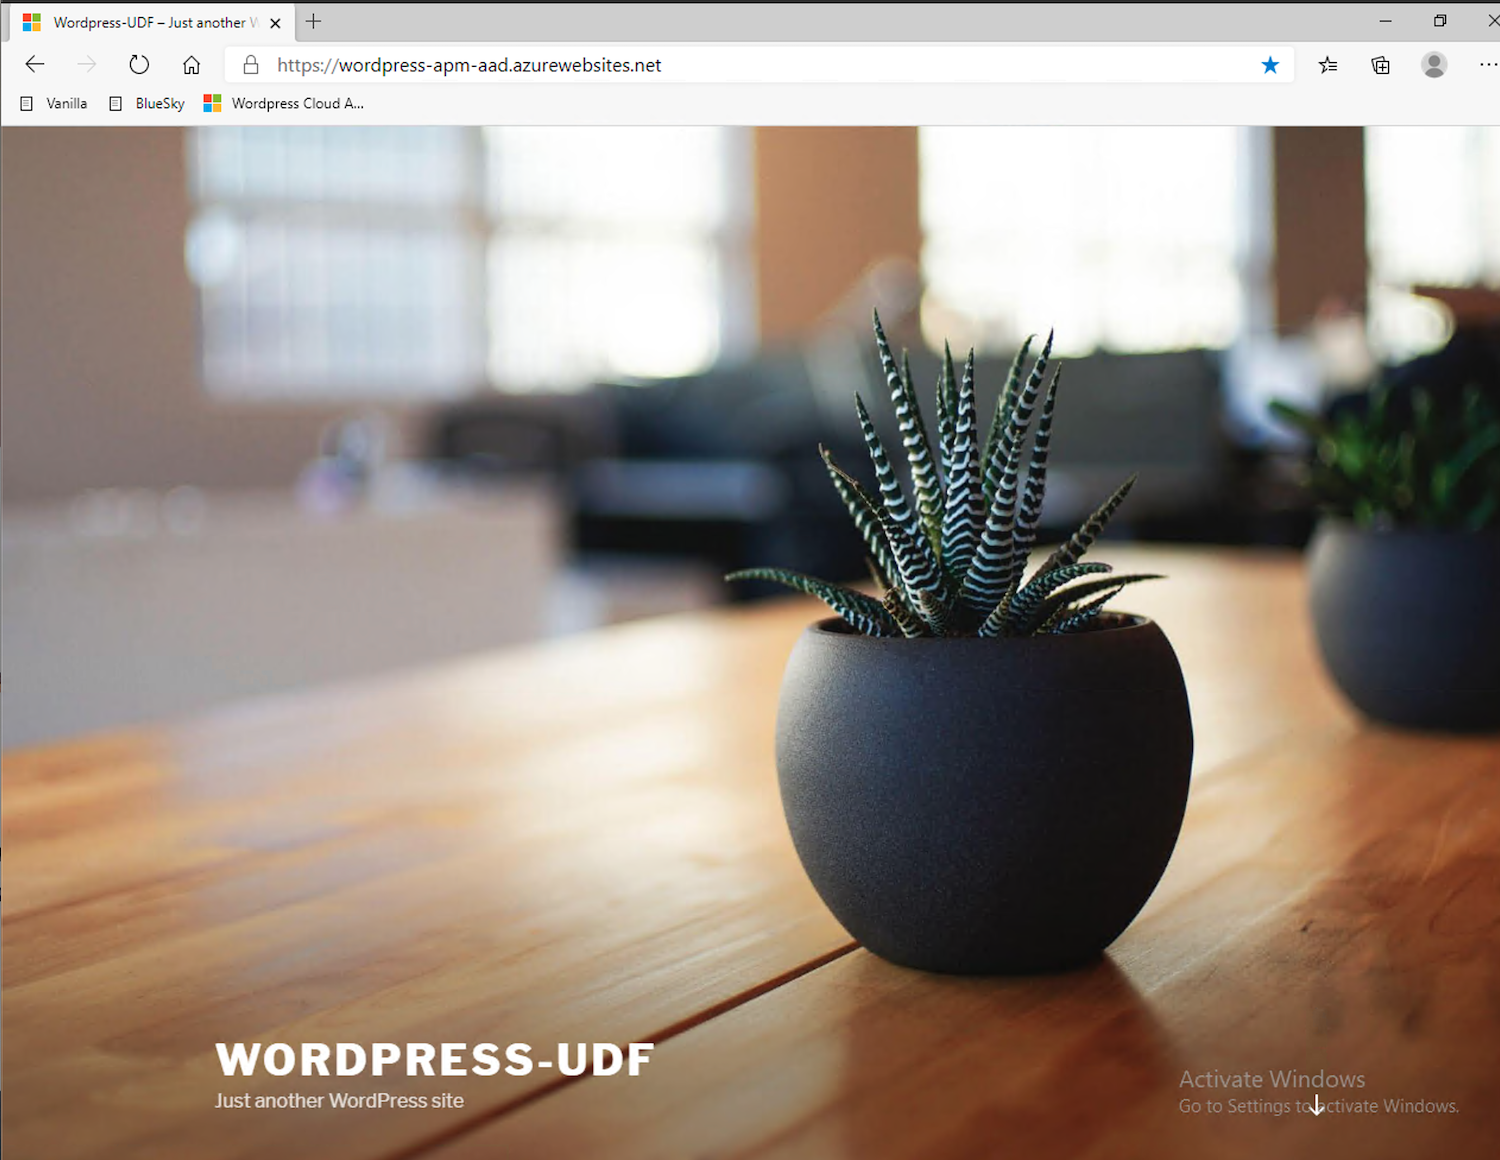 Wordpress-UDF – Just another W
https://wordpress-apm-aad.azurewebsites.net
Vanilla BlueSky Wordpress Cloud A...
WORDPRESS-UDF
Just another WordPress site
Activate Windows
Go to Settings to activate Windows.